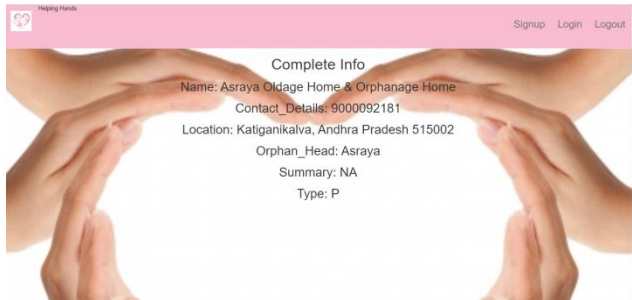 Helping Hands
Signup Login Logout
Complete Info
Name: Asraya Oldage Home & Orphanage Home
Contact_Details: 9000092181
Location: Katiganikalva, Andhra Pradesh 515002
Orphan_Head: Asraya
Summary: NA
Type: P